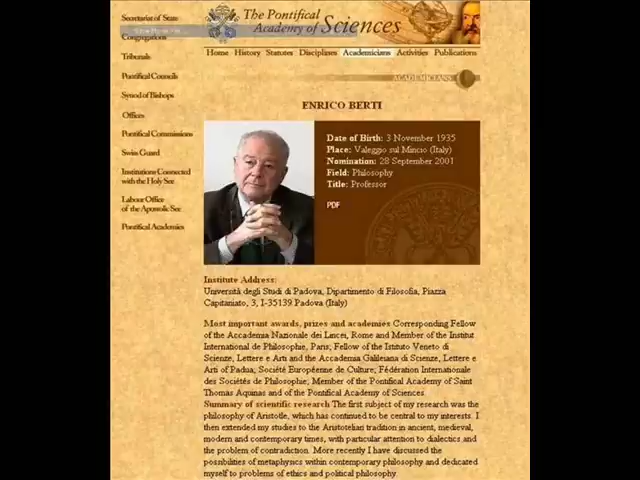 The Pontifical
Academy of Sciences
Secretariat of State
Congregations
Tribunals
Pontifical Councils
Synod of Bishops
Offices
Pontifical Commissions
Swiss Guard
Institutions Connected
with the Holy See
Labour Office
of the Apostolic See
Pontifical Academies
Home History Statutes Disciplines Academicians Activities Publications
ACADEMICIANS
ENRICO BERTI
Date of Birth: 3 November 1935
Place: Valeggio sul Mincio (Italy)
Nomination: 28 September 2001
Field: Philosophy
Title: Professor
PDF
Institute Address:
Università degli Studi di Padova, Dipartimento di Filosofia, Piazza
Capitaniato, 3, I-35139 Padova (Italy)
Most important awards, prizes and academies Corresponding Fellow
of the Accademia Nazionale dei Lincei, Rome and Member of the Institut
International de Philosophie, Paris; Fellow of the Istituto Veneto di
Scienze, Lettere e Arti and the Accademia Galileiana di Scienze, Lettere e
Arti of Padua; Société Européenne de Culture; Fédération Internationale
des Sociétés de Philosophie; Member of the Pontifical Academy of Saint
Thomas Aquinas and of the Pontifical Academy of Sciences.
Summary of scientific research The first subject of my research was the
philosophy of Aristotle, which has continued to be central to my interests. I
then extended my studies to the Aristotelian tradition in ancient, medieval,
modern and contemporary times, with particular attention to dialectics and
the problem of contradiction. More recently I have discussed the
possibilities of metaphysics within contemporary philosophy and dedicated
myself to problems of ethics and political philosophy.